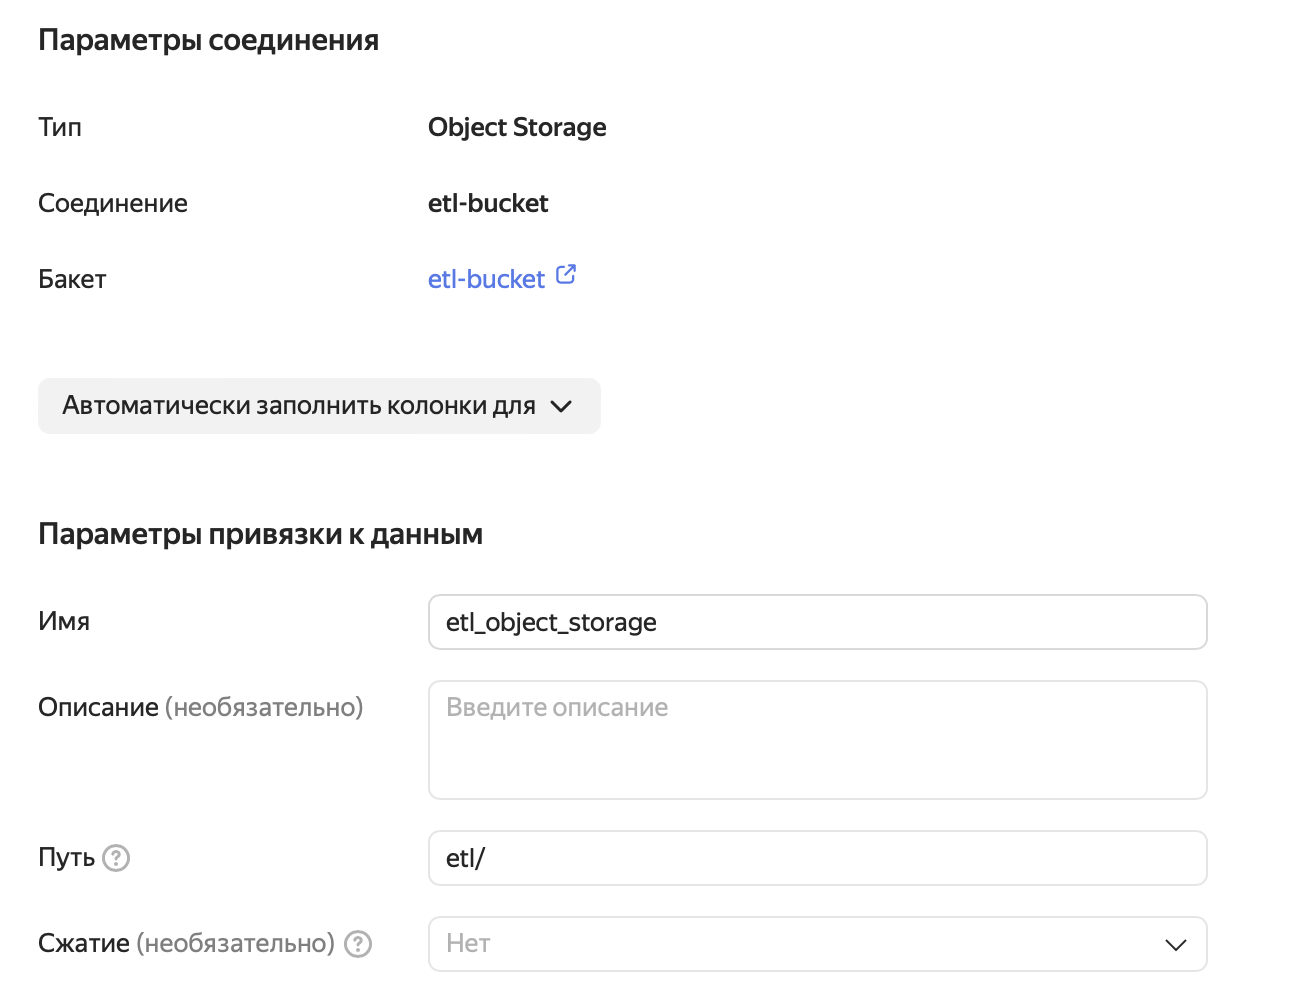 Параметры соединения
Тип Object Storage
Соединение etl-bucket
Бакет etl-bucket
Автоматически заполнить колонки для
Параметры привязки к данным
Имя etl_object_storage
Описание (необязательно) Введите описание
Путь ? etl/
Сжатие (необязательно) ? Нет